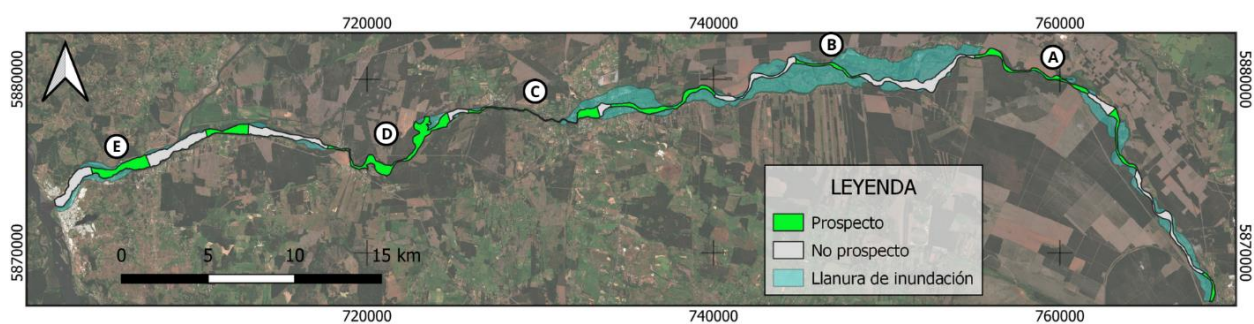 720000 740000 760000
5880000 5880000
B
A
C
D
E
LEYENDA
Prospecto
No prospecto
Llanura de inundación
0 5 10 15 km
5870000 5870000
720000 740000 760000